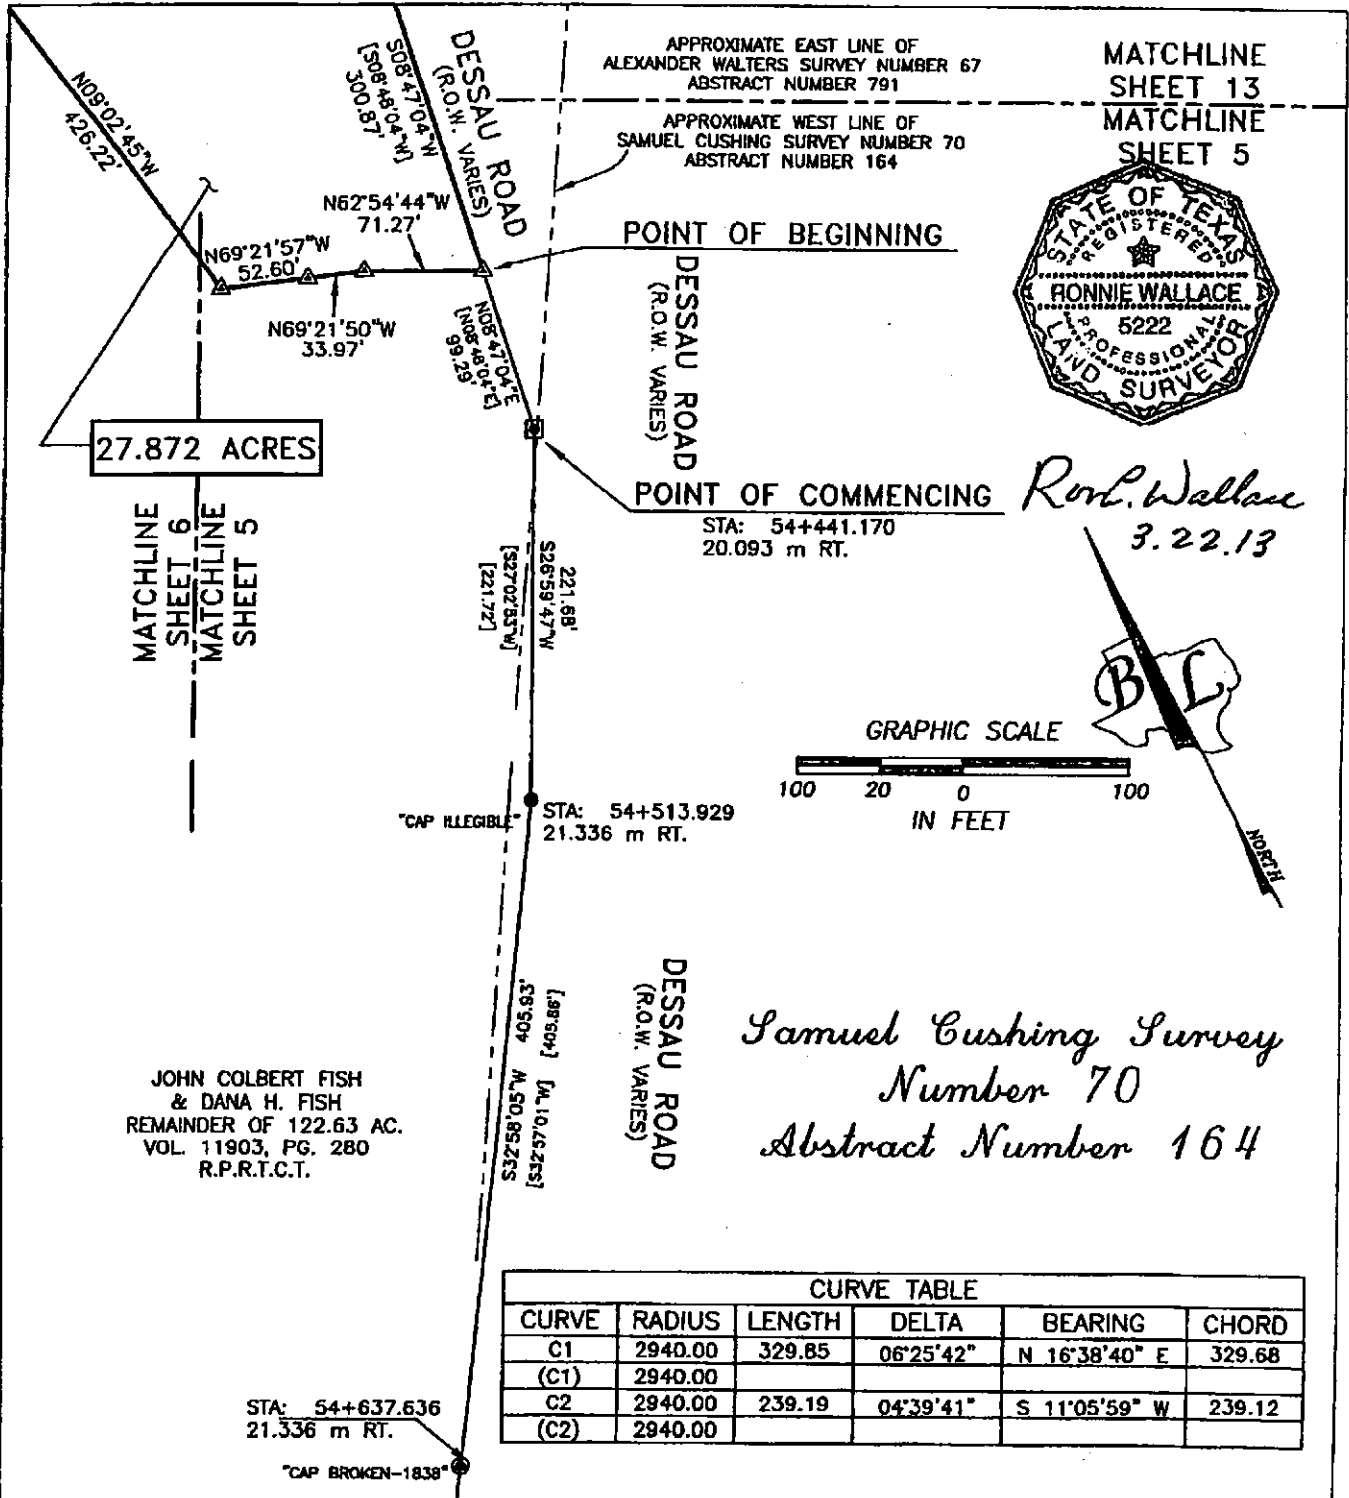 APPROXIMATE EAST LINE OF
ALEXANDER WALTERS SURVEY NUMBER 67
ABSTRACT NUMBER 791
MATCHLINE
SHEET 13
MATCHLINE
SHEET 5
APPROXIMATE WEST LINE OF
SAMUEL CUSHING SURVEY NUMBER 70
ABSTRACT NUMBER 164
DESSAU ROAD
(R.O.W. VARIES)
S08°47'04"W
[S08°48'04"W]
300.87'
N09°02'45"W
426.22'
N62°54'44"W
71.27'
N69°21'57"W
52.60'
N69°21'50"W
33.97'
POINT OF BEGINNING
STATE OF TEXAS
REGISTERED
RONNIE WALLACE
5222
PROFESSIONAL
LAND SURVEYOR
N08°47'04"E
[N08°48'04"E]
99.29'
DESSAU ROAD
(R.O.W. VARIES)
27.872 ACRES
POINT OF COMMENCING
STA: 54+441.170
20.093 m RT.
Ron L. Wallace
3.22.13
MATCHLINE
SHEET 6
MATCHLINE
SHEET 5
221.68'
S26°59'47"W
[S27°02'53"W]
[221.72']
B L
NORTH
GRAPHIC SCALE
100 20 0 100
IN FEET
"CAP ILLEGIBLE"
STA: 54+513.929
21.336 m RT.
S32°58'05"W 405.93'
[S32°57'01"W] [405.86']
DESSAU ROAD
(R.O.W. VARIES)
Samuel Cushing Survey
Number 70
Abstract Number 164
JOHN COLBERT FISH
& DANA H. FISH
REMAINDER OF 122.63 AC.
VOL. 11903, PG. 280
R.P.R.T.C.T.
CURVE TABLE
CURVE RADIUS LENGTH DELTA BEARING CHORD
C1 2940.00 329.85 06°25'42" N 16°38'40" E 329.68
(C1) 2940.00
C2 2940.00 239.19 04°39'41" S 11°05'59" W 239.12
(C2) 2940.00
STA: 54+637.636
21.336 m RT.
"CAP BROKEN-1838"